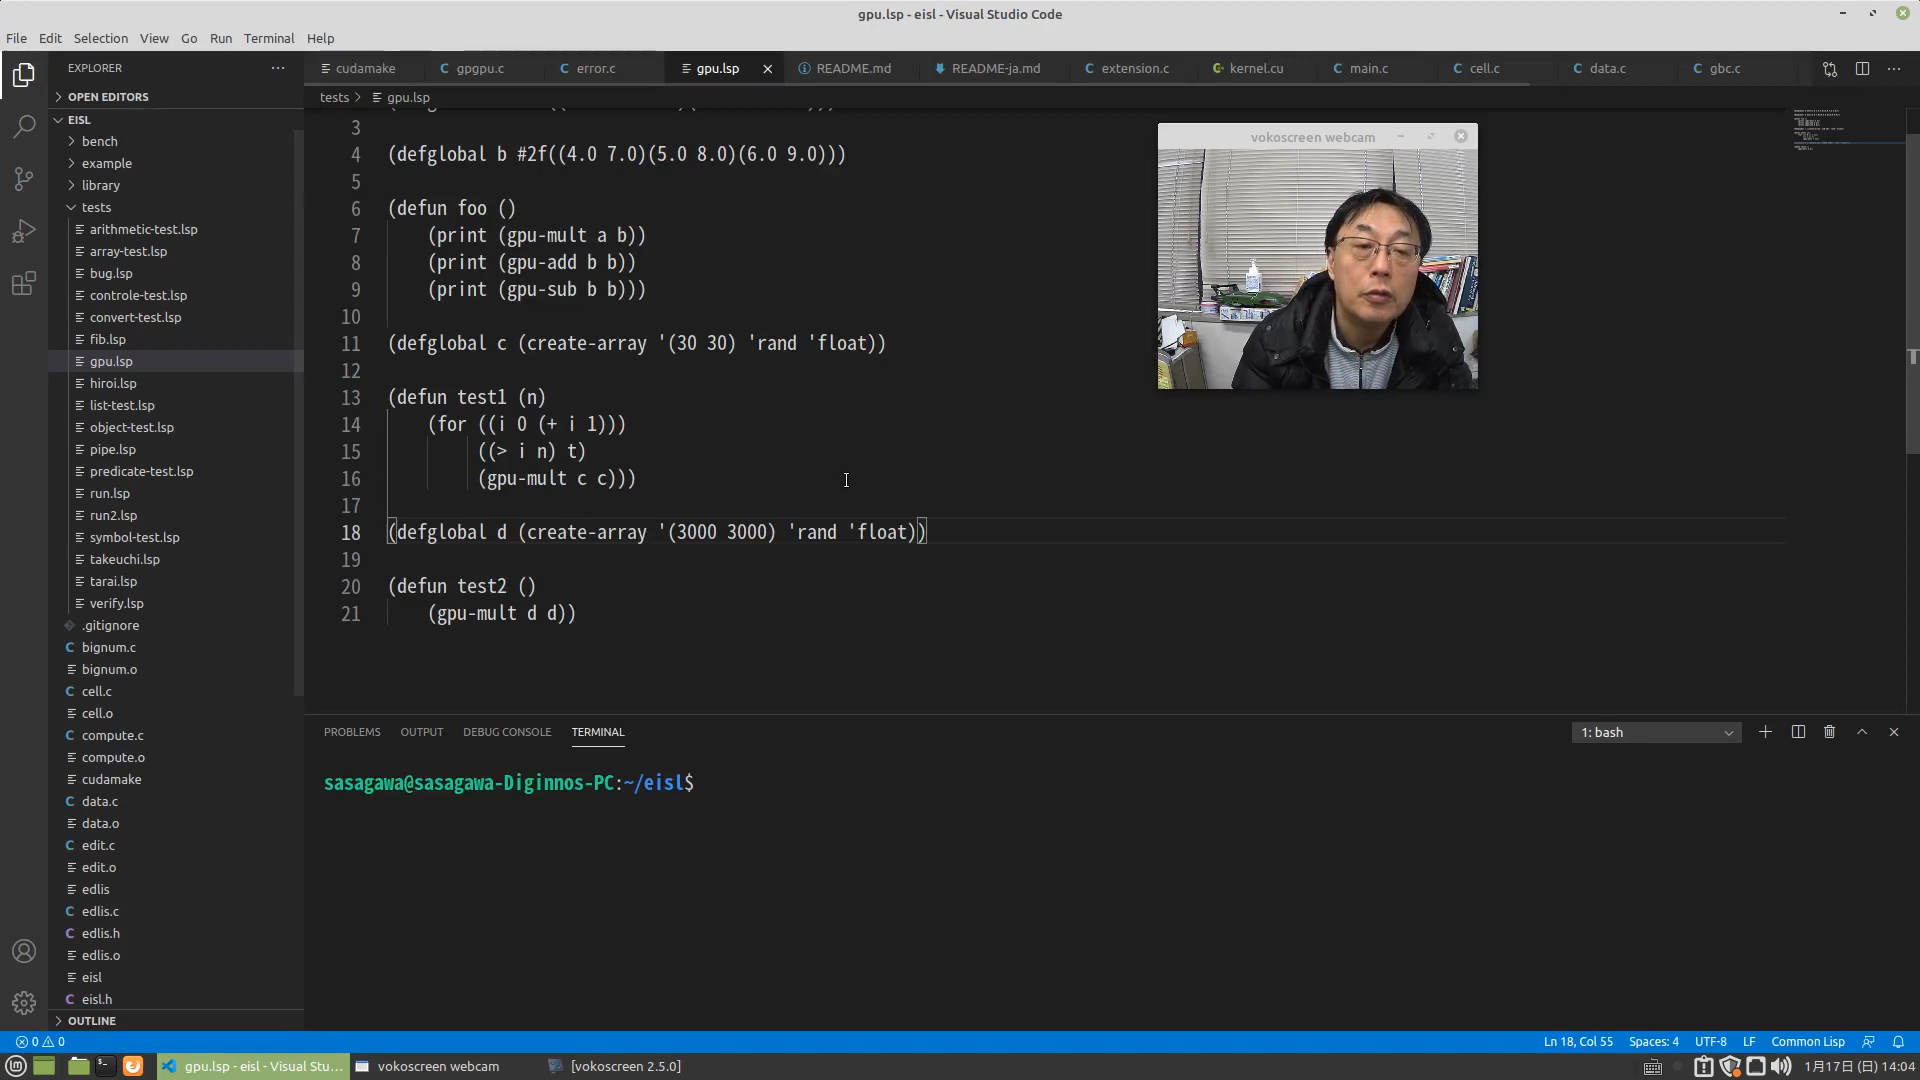 gpu.lsp - eisl - Visual Studio Code
File Edit Selection View Go Run Terminal Help
EXPLORER
cudamake gpgpu.c error.c gpu.lsp README.md README-ja.md extension.c kernel.cu main.c cell.c data.c gbc.c
OPEN EDITORS
tests > gpu.lsp
EISL
bench
example
library
tests
arithmetic-test.lsp
array-test.lsp
bug.lsp
controle-test.lsp
convert-test.lsp
fib.lsp
gpu.lsp
hiroi.lsp
list-test.lsp
object-test.lsp
pipe.lsp
predicate-test.lsp
run.lsp
run2.lsp
symbol-test.lsp
takeuchi.lsp
tarai.lsp
verify.lsp
.gitignore
bignum.c
bignum.o
cell.c
cell.o
compute.c
compute.o
cudamake
data.c
data.o
edit.c
edit.o
edlis
edlis.c
edlis.h
edlis.o
eisl
eisl.h
OUTLINE
3
4 (defglobal b #2f((4.0 7.0)(5.0 8.0)(6.0 9.0)))
5
6 (defun foo ()
7 (print (gpu-mult a b))
8 (print (gpu-add b b))
9 (print (gpu-sub b b)))
10
11 (defglobal c (create-array '(30 30) 'rand 'float))
12
13 (defun test1 (n)
14 (for ((i 0 (+ i 1)))
15 ((> i n) t)
16 (gpu-mult c c)))
17
18 (defglobal d (create-array '(3000 3000) 'rand 'float))
19
20 (defun test2 ()
21 (gpu-mult d d))
vokoscreen webcam
PROBLEMS OUTPUT DEBUG CONSOLE TERMINAL
1: bash
sasagawa@sasagawa-Diginnos-PC:~/eisl$
0 0
Ln 18, Col 55 Spaces: 4 UTF-8 LF Common Lisp
gpu.lsp - eisl - Visual Stu...
vokoscreen webcam
[vokoscreen 2.5.0]
1月17日 (日) 14:04